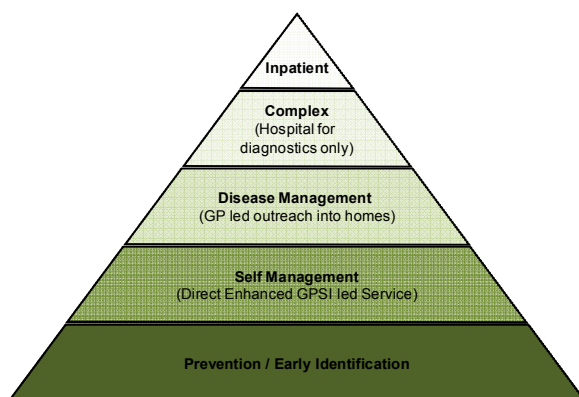 Inpatient
Complex
(Hospital for
diagnostics only)
Disease Management
(GP led outreach into homes)
Self Management
(Direct Enhanced GPSI led Service)
Prevention / Early Identification